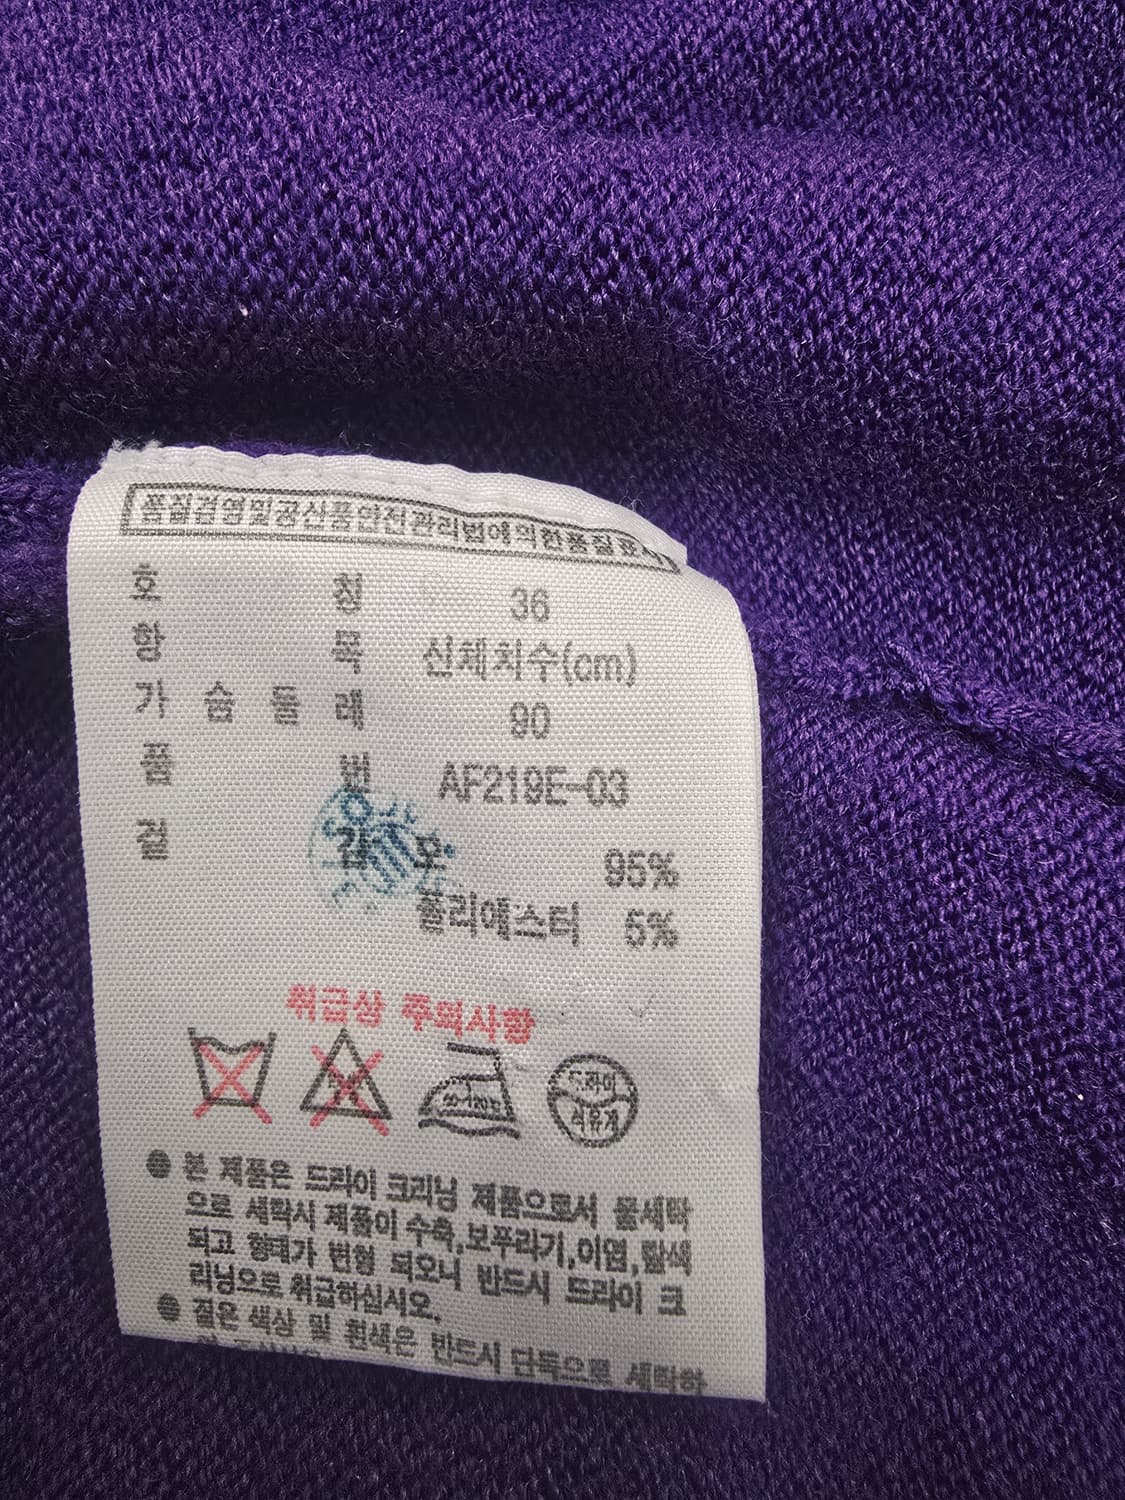 품질경영및공산품안전관리법에의한품질표시
호 칭 36
항 목 신체치수(cm)
가 슴 둘 레 90
품 번 AF219E-03
겉 감 모 95%
폴리에스터 5%
취급상 주의사항
드라이
석유계
● 본 제품은 드라이 크리닝 제품으로서 물세탁
으로 세탁시 제품이 수축,보푸라기,이염,탈색
되고 형태가 변형 되오니 반드시 드라이 크
리닝으로 취급하십시오.
● 짙은 색상 및 흰색은 반드시 단독으로 세탁하